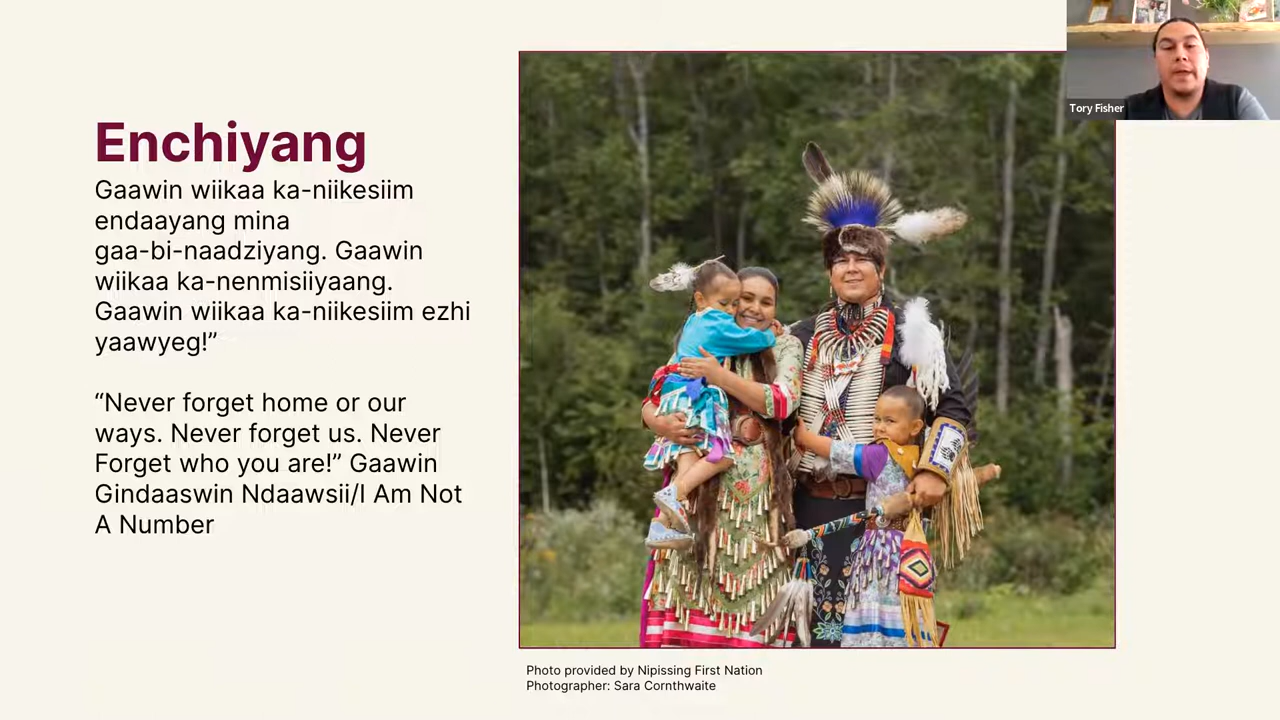 Enchiyang
Gaawin wiikaa ka-niikesiim
endaayang mina
gaa-bi-naadziyang. Gaawin
wiikaa ka-nenmisiiyaang.
Gaawin wiikaa ka-niikesiim ezhi
yaawyeg!”
“Never forget home or our
ways. Never forget us. Never
Forget who you are!” Gaawin
Gindaaswin Ndaawsii/I Am Not
A Number
Photo provided by Nipissing First Nation
Photographer: Sara Cornthwaite
Tory Fisher